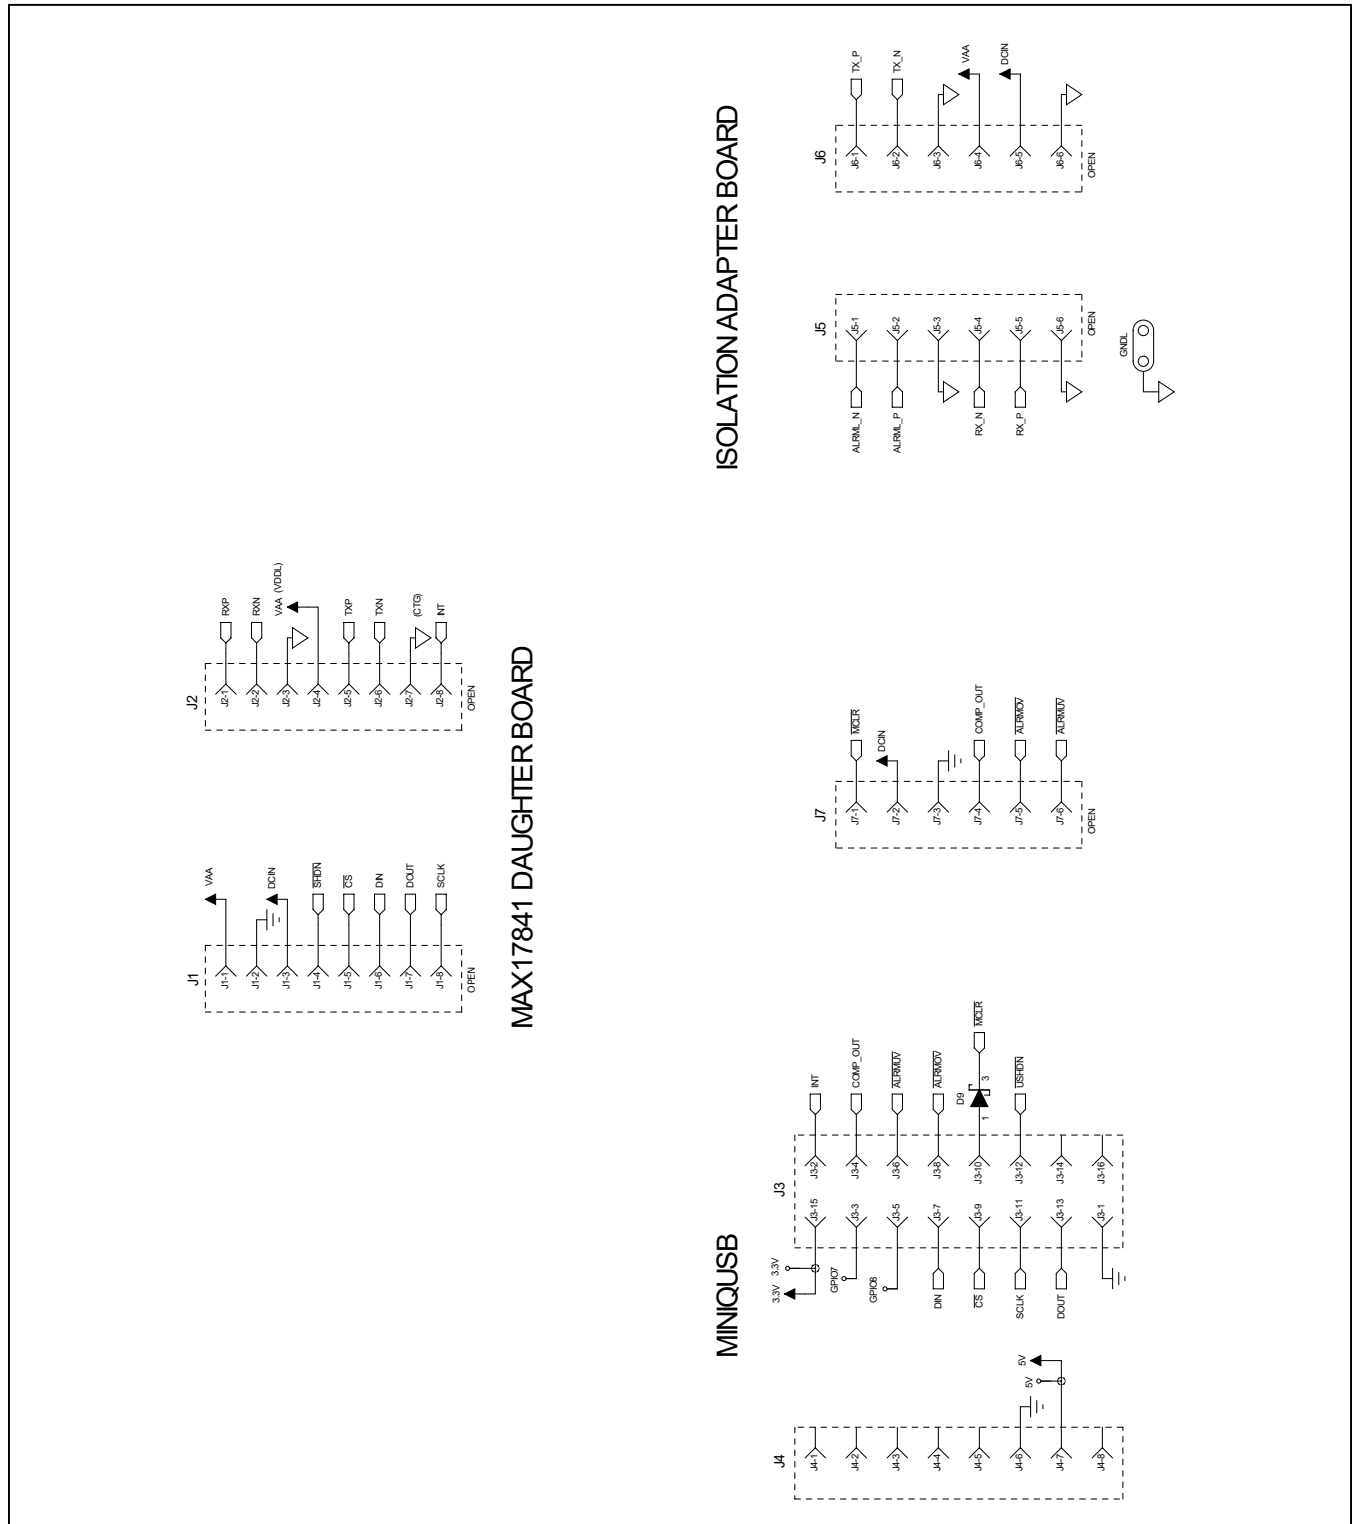 MINIQUSB
J4
J4-1
J4-2
J4-3
J4-4
J4-5
J4-6
J4-7
J4-8
5V
5V
J3
3.3V
3.3V
GPIO7
GPIO8
DIN
CS
SCLK
DOUT
J3-15
J3-3
J3-5
J3-7
J3-9
J3-11
J3-13
J3-1
J3-2
J3-4
J3-6
J3-8
J3-10
J3-12
J3-14
J3-16
INT
COMP_OUT
ALRMUV
ALRMOV
D9
1
3
MCLR
USHDN
J7
J7-1
J7-2
J7-3
J7-4
J7-5
J7-6
OPEN
MCLR
DCIN
COMP_OUT
ALRMOV
ALRMUV
MAX17841 DAUGHTER BOARD
J1
J1-1
J1-2
J1-3
J1-4
J1-5
J1-6
J1-7
J1-8
OPEN
VAA
DCIN
SHDN
CS
DIN
DOUT
SCLK
J2
J2-1
J2-2
J2-3
J2-4
J2-5
J2-6
J2-7
J2-8
OPEN
RXP
RXN
VAA (VDDL)
TXP
TXN
(CTG)
INT
ISOLATION ADAPTER BOARD
J5
ALRML_N
ALRML_P
RX_N
RX_P
J5-1
J5-2
J5-3
J5-4
J5-5
J5-6
OPEN
GNDL
J6
J6-1
J6-2
J6-3
J6-4
J6-5
J6-6
OPEN
TX_P
TX_N
VAA
DCIN